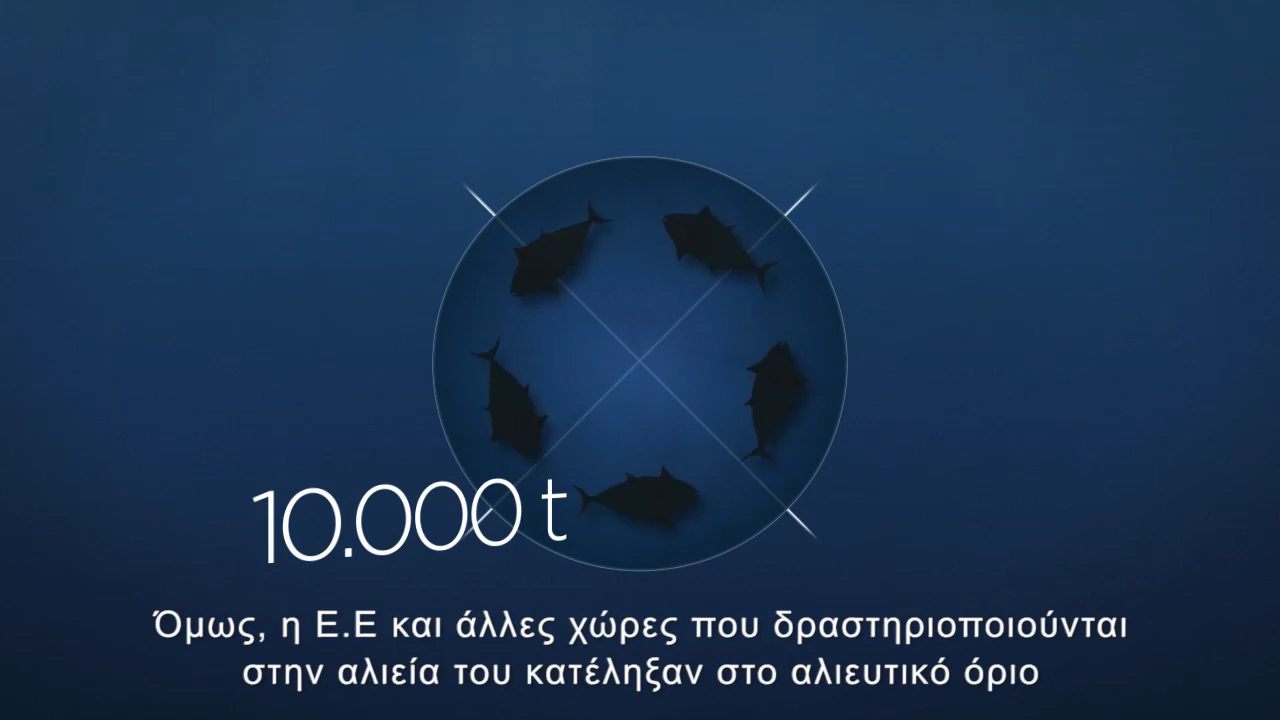 10.000 t
Όμως, η Ε.Ε και άλλες χώρες που δραστηριοποιούνται
στην αλιεία του κατέληξαν στο αλιευτικό όριο